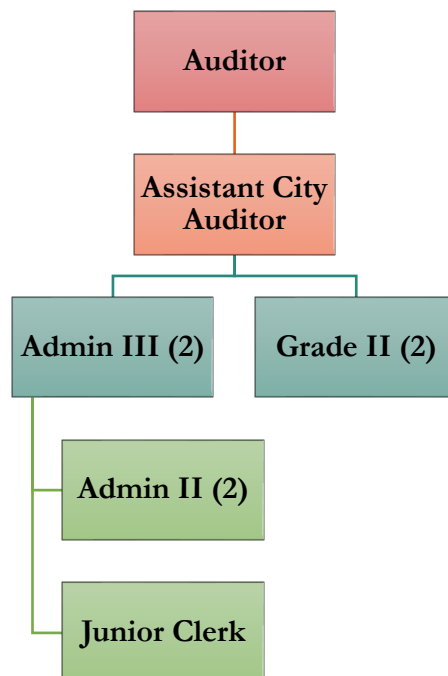 Auditor
Assistant City
Auditor
Admin III (2)
Grade II (2)
Admin II (2)
Junior Clerk